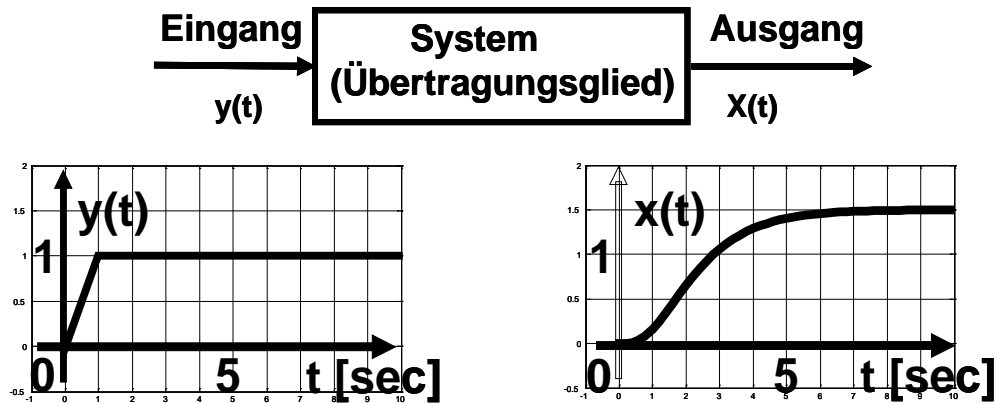 Eingang
System
(Übertragungsglied)
Ausgang
y(t)
X(t)
2
1.5
1
0.5
0
-0.5
y(t)
1
0 5 t [sec]
-1 0 1 2 3 4 5 6 7 8 9 10
2
1.5
1
0.5
0
-0.5
x(t)
1
0 5 t [sec]
-1 0 1 2 3 4 5 6 7 8 9 10